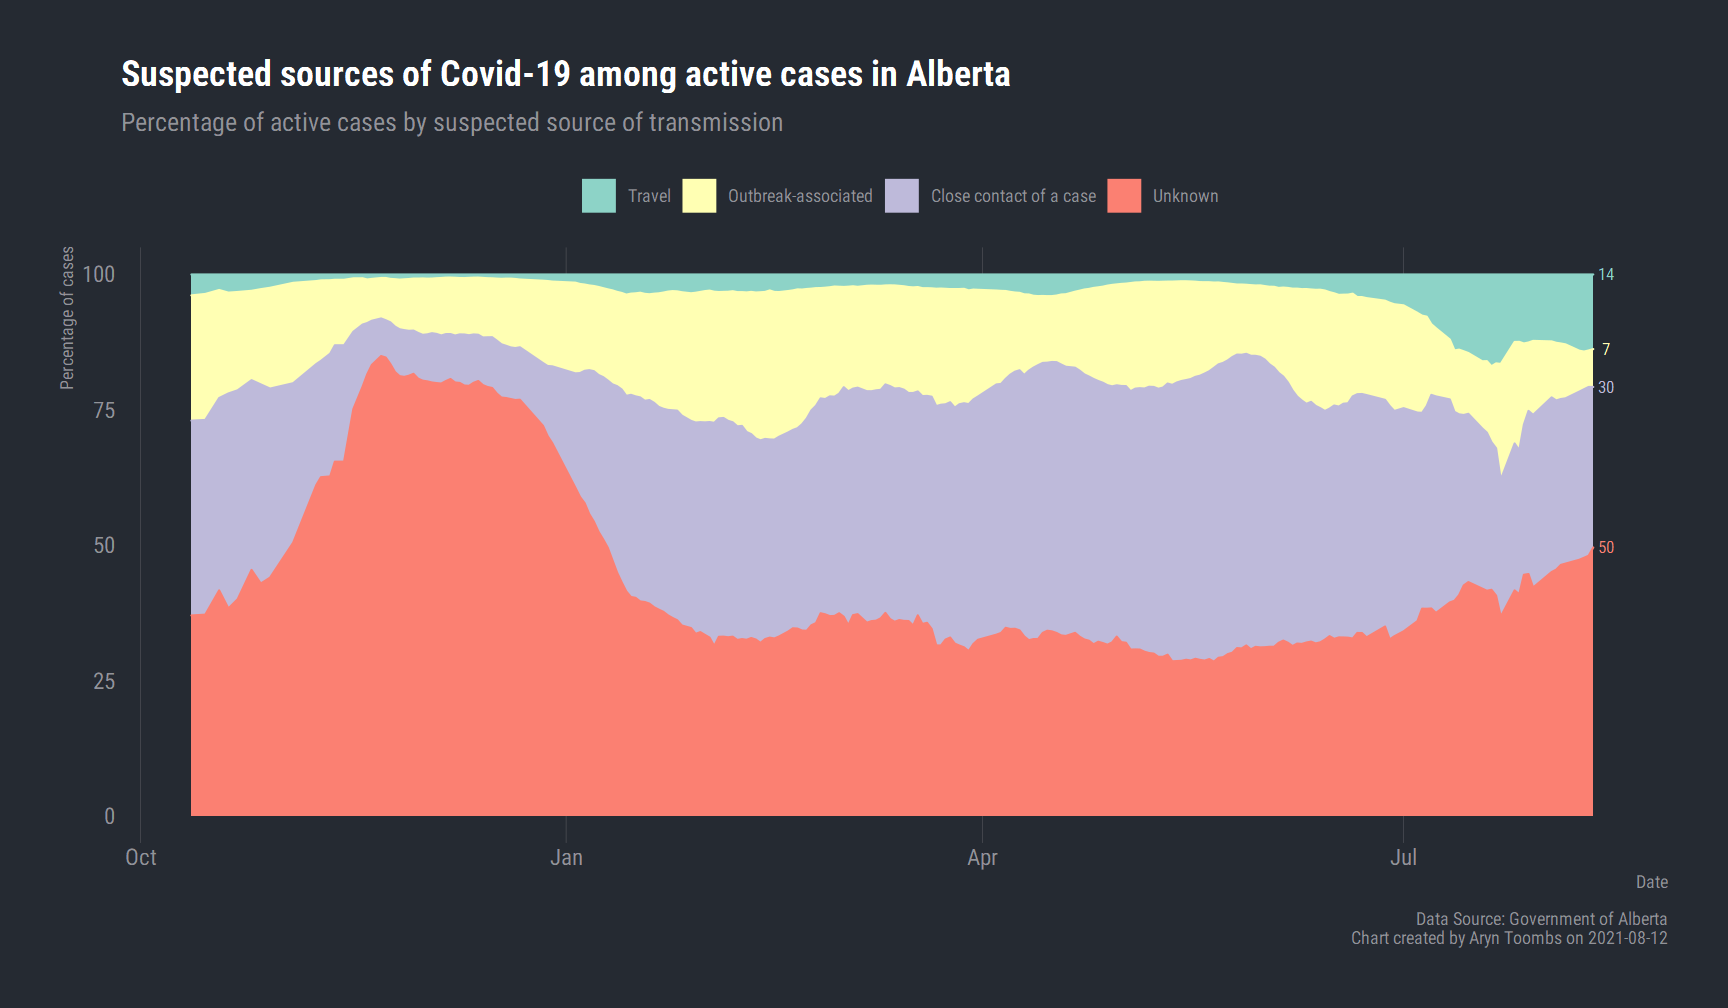 Suspected sources of Covid-19 among active cases in Alberta
Percentage of active cases by suspected source of transmission
Travel
Outbreak-associated
Close contact of a case
Unknown
Percentage of cases
100
75
50
25
0
14
7
30
50
Oct
Jan
Apr
Jul
Date
Data Source: Government of Alberta
Chart created by Aryn Toombs on 2021-08-12